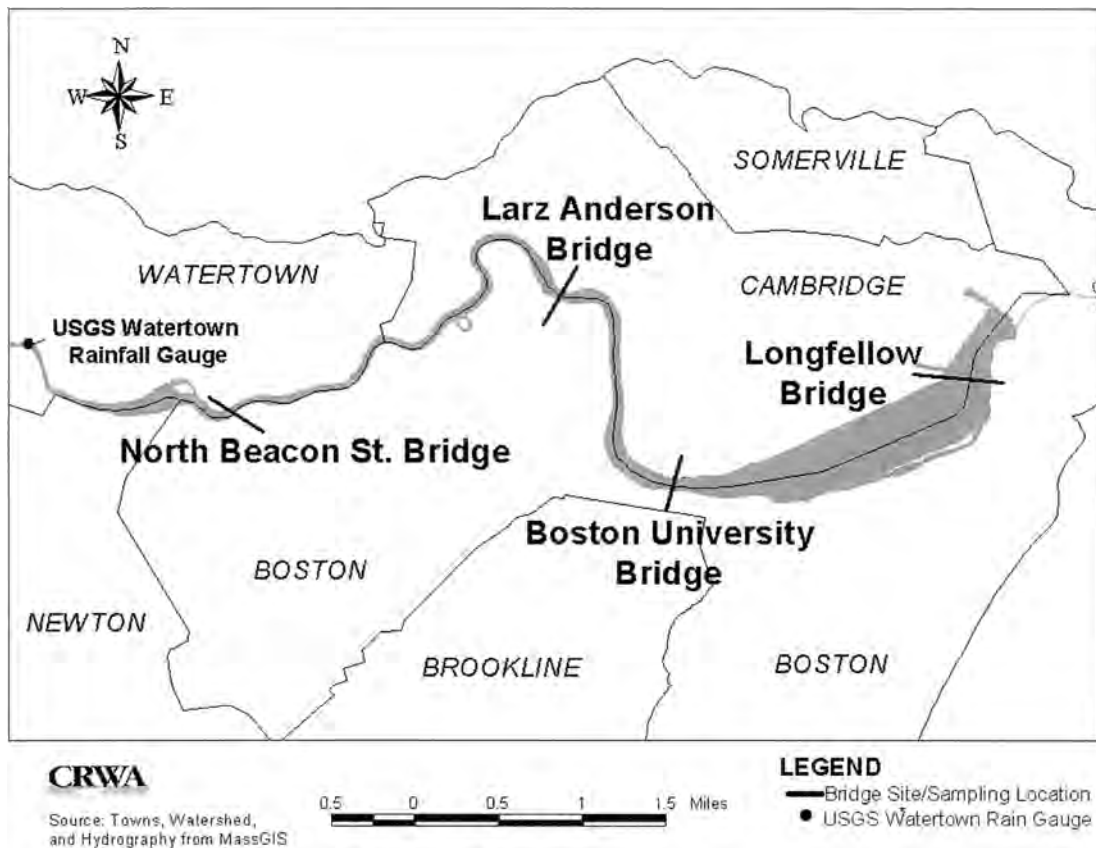 N
W E
S
SOMERVILLE
Larz Anderson
Bridge
WATERTOWN
CAMBRIDGE
USGS Watertown
Rainfall Gauge
Longfellow
Bridge
North Beacon St. Bridge
Boston University
Bridge
BOSTON
NEWTON
BROOKLINE
BOSTON
CRWA
Source: Towns, Watershed,
and Hydrography from MassGIS
0.5 0 0.5 1 1.5 Miles
LEGEND
Bridge Site/Sampling Location
USGS Watertown Rain Gauge